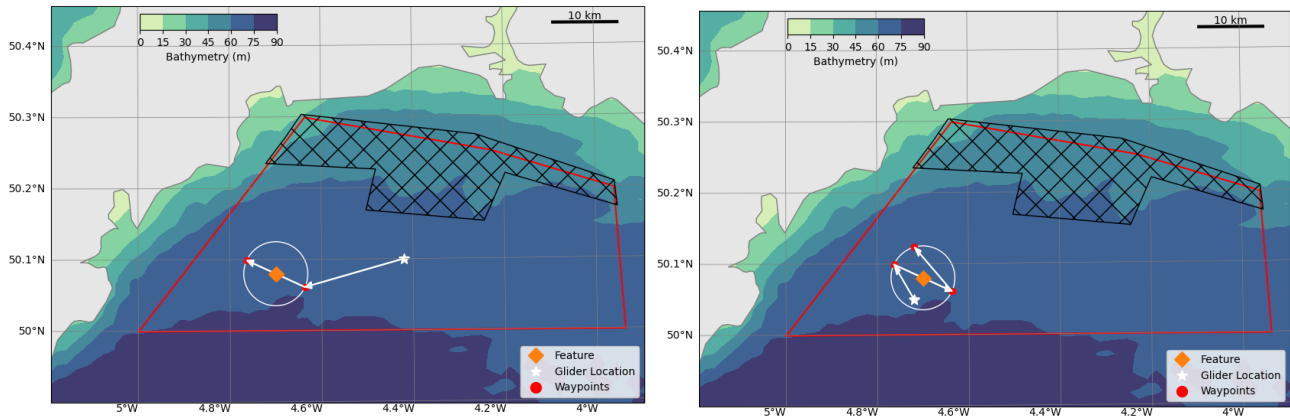 10 km
0 15 30 45 60 75 90
Bathymetry (m)
50.4°N
50.3°N
50.2°N
50.1°N
50°N
Feature
Glider Location
Waypoints
5°W 4.8°W 4.6°W 4.4°W 4.2°W 4°W
10 km
0 15 30 45 60 75 90
Bathymetry (m)
50.4°N
50.3°N
50.2°N
50.1°N
50°N
Feature
Glider Location
Waypoints
5°W 4.8°W 4.6°W 4.4°W 4.2°W 4°W